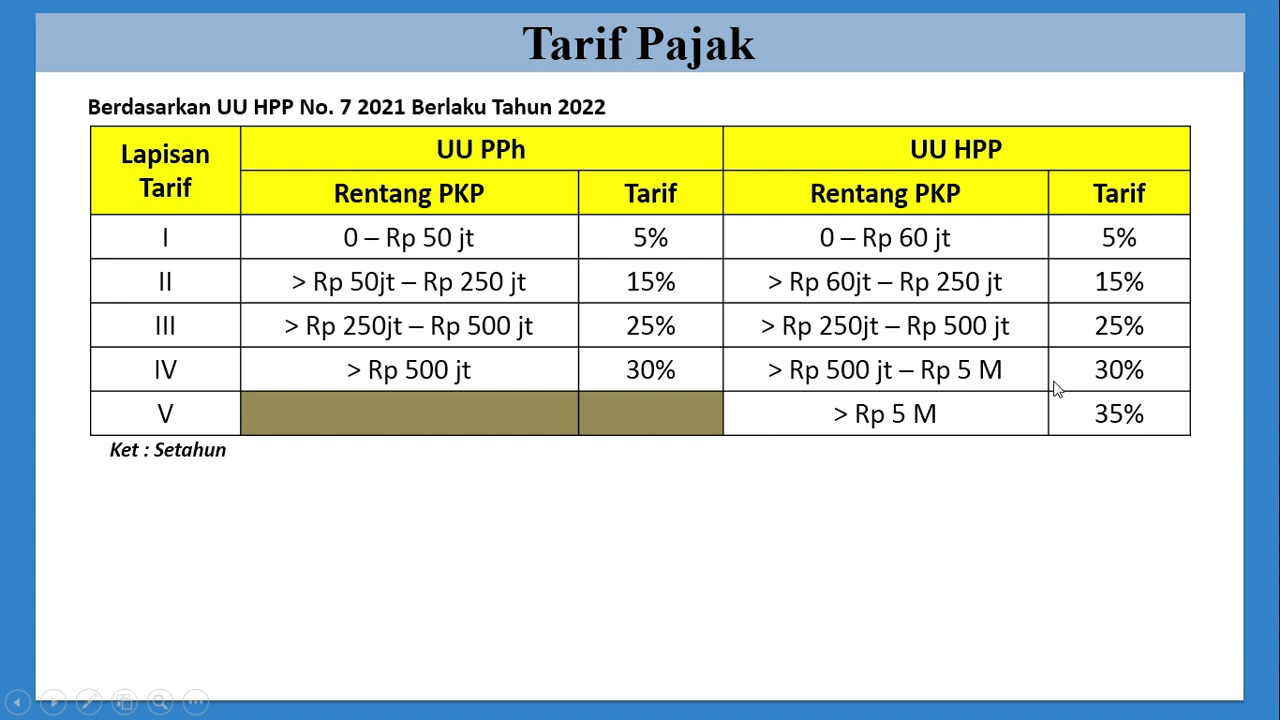 Tarif Pajak
Berdasarkan UU HPP No. 7 2021 Berlaku Tahun 2022
Lapisan Tarif UU PPh UU HPP
Rentang PKP Tarif Rentang PKP Tarif
I 0 – Rp 50 jt 5% 0 – Rp 60 jt 5%
II > Rp 50jt – Rp 250 jt 15% > Rp 60jt – Rp 250 jt 15%
III > Rp 250jt – Rp 500 jt 25% > Rp 250jt – Rp 500 jt 25%
IV > Rp 500 jt 30% > Rp 500 jt – Rp 5 M 30%
V > Rp 5 M 35%
Ket : Setahun